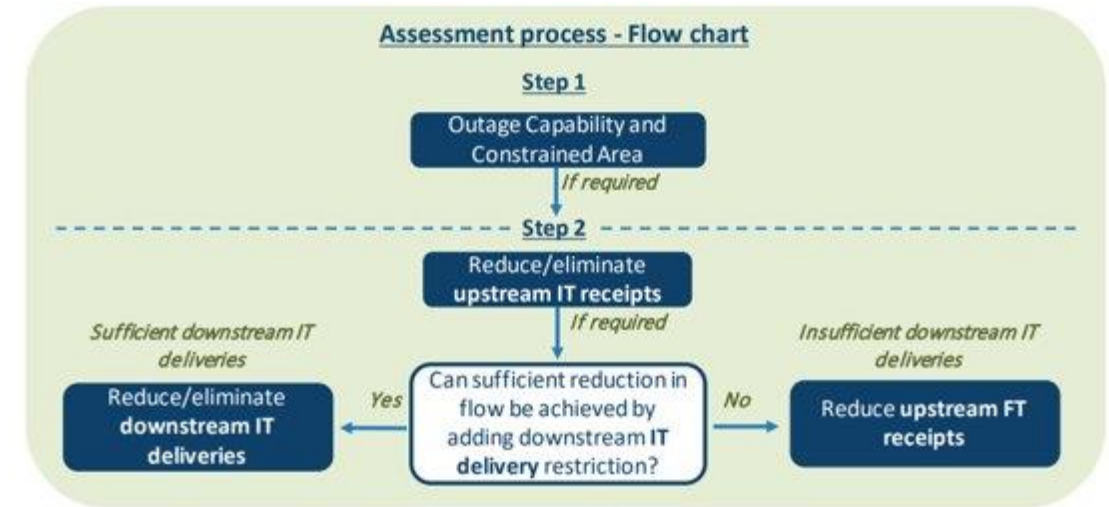 Assessment process - Flow chart
Step 1
Outage Capability and
Constrained Area
If required
Step 2
Reduce/eliminate
upstream IT receipts
If required
Sufficient downstream IT
deliveries
Insufficient downstream IT
deliveries
Reduce/eliminate
downstream IT
deliveries
Yes
Can sufficient reduction in
flow be achieved by
adding downstream IT
delivery restriction?
No
Reduce upstream FT
receipts